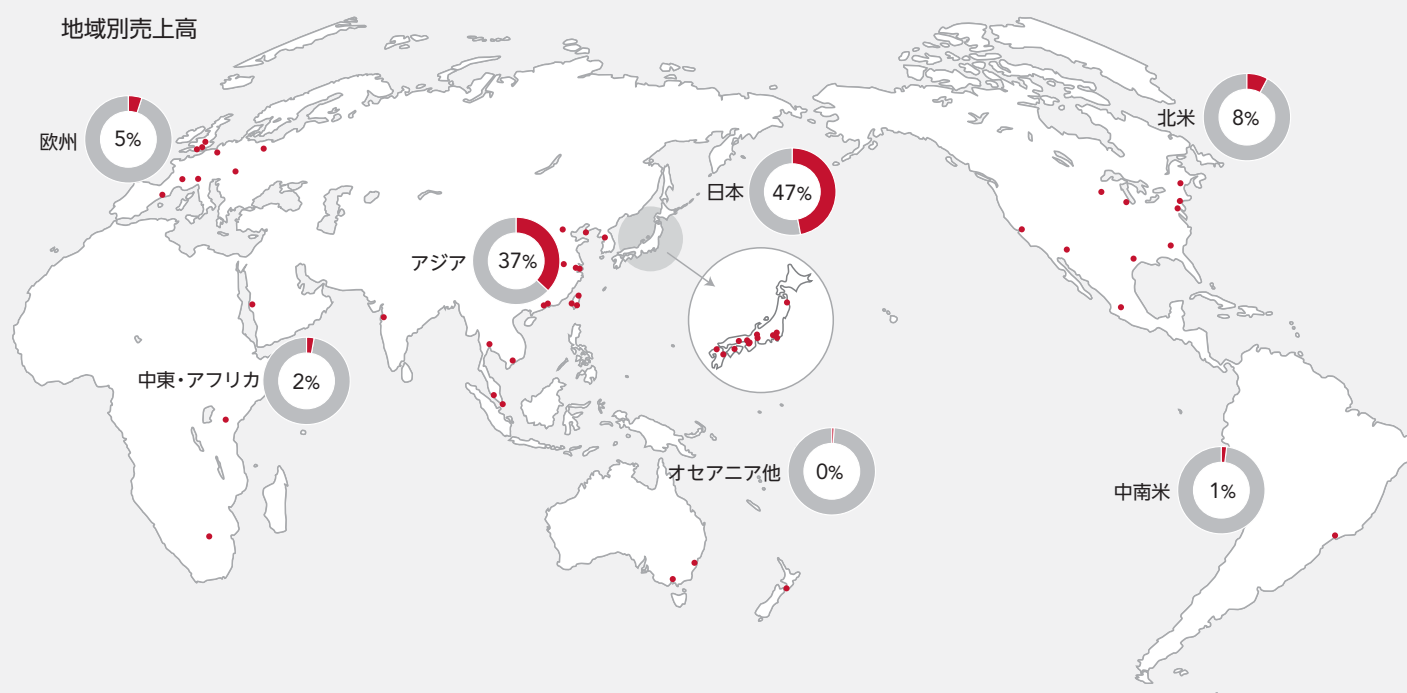 地域別売上高
欧州
5%
北米
8%
日本
47%
アジア
37%
中東・アフリカ
2%
オセアニア他
0%
中南米
1%